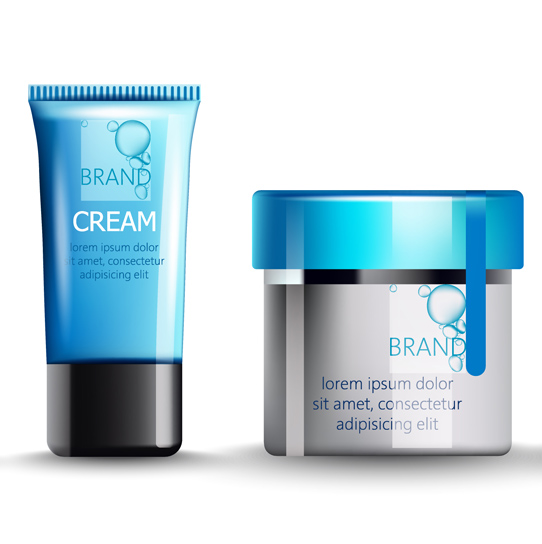 BRAND
CREAM
lorem ipsum dolor
sit amet, consectetur
adipisicing elit
BRAND
lorem ipsum dolor
sit amet, consectetur
adipisicing elit